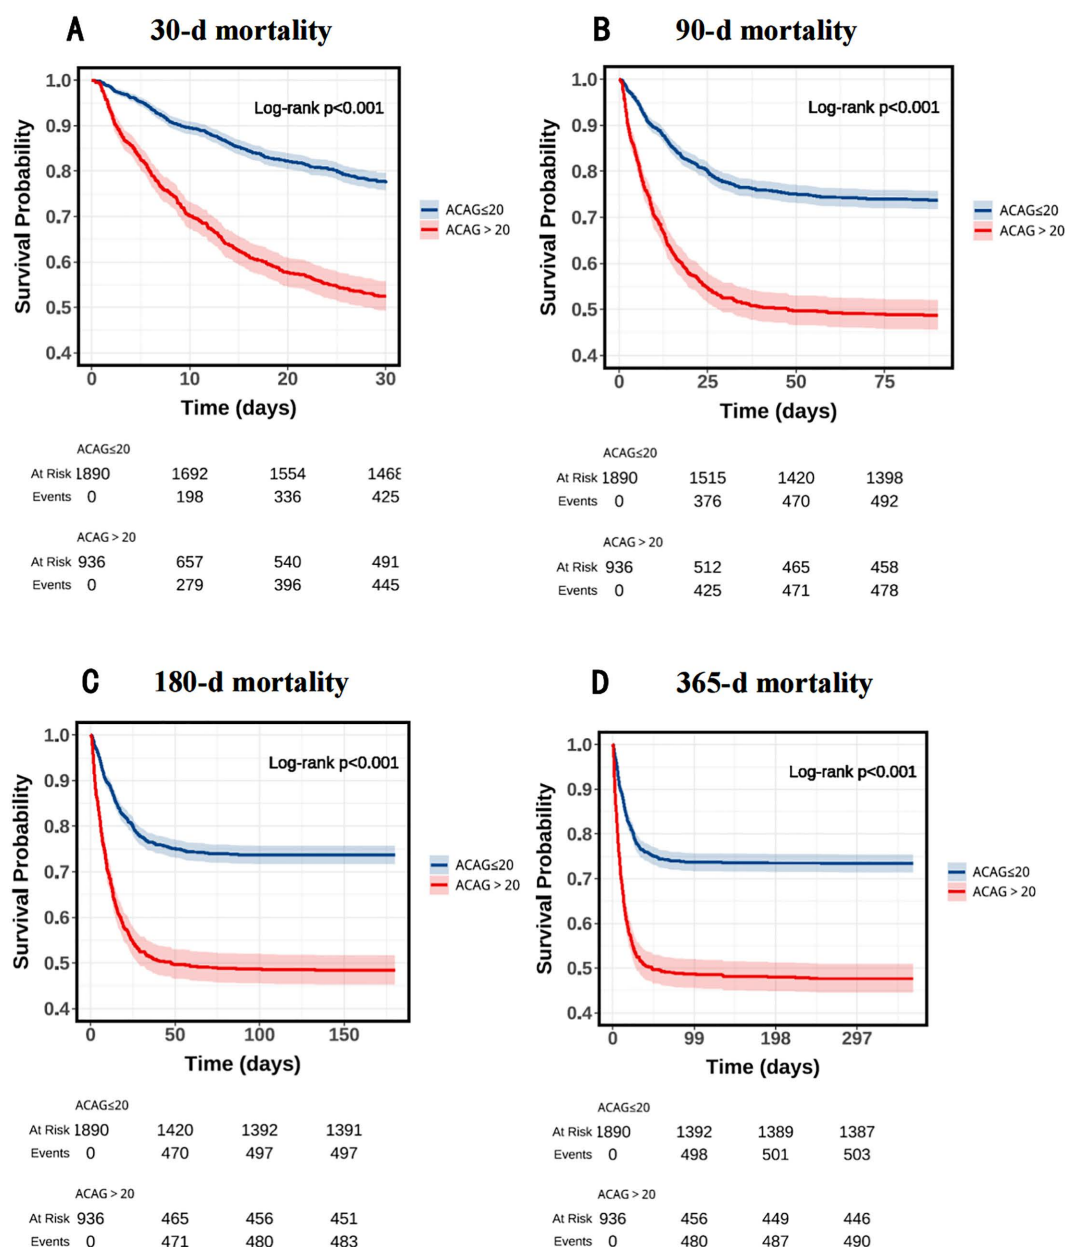 A 30-d mortality
Log-rank p<0.001
Survival Probability
1.0
0.9
0.8
0.7
0.6
0.5
0.4
0 10 20 30
Time (days)
ACAG≤20
ACAG > 20
ACAG≤20
At Risk 1890 1692 1554 1468
Events 0 198 336 425
ACAG > 20
At Risk 936 657 540 491
Events 0 279 396 445
B 90-d mortality
Log-rank p<0.001
Survival Probability
1.0
0.9
0.8
0.7
0.6
0.5
0.4
0 25 50 75
Time (days)
ACAG≤20
ACAG > 20
ACAG≤20
At Risk 1890 1515 1420 1398
Events 0 376 470 492
ACAG > 20
At Risk 936 512 465 458
Events 0 425 471 478
C 180-d mortality
Log-rank p<0.001
Survival Probability
1.0
0.9
0.8
0.7
0.6
0.5
0.4
0 50 100 150
Time (days)
ACAG≤20
ACAG > 20
ACAG≤20
At Risk 1890 1420 1392 1391
Events 0 470 497 497
ACAG > 20
At Risk 936 465 456 451
Events 0 471 480 483
D 365-d mortality
Log-rank p<0.001
Survival Probability
1.0
0.9
0.8
0.7
0.6
0.5
0.4
0 99 198 297
Time (days)
ACAG≤20
ACAG > 20
ACAG≤20
At Risk 1890 1392 1389 1387
Events 0 498 501 503
ACAG > 20
At Risk 936 456 449 446
Events 0 480 487 490